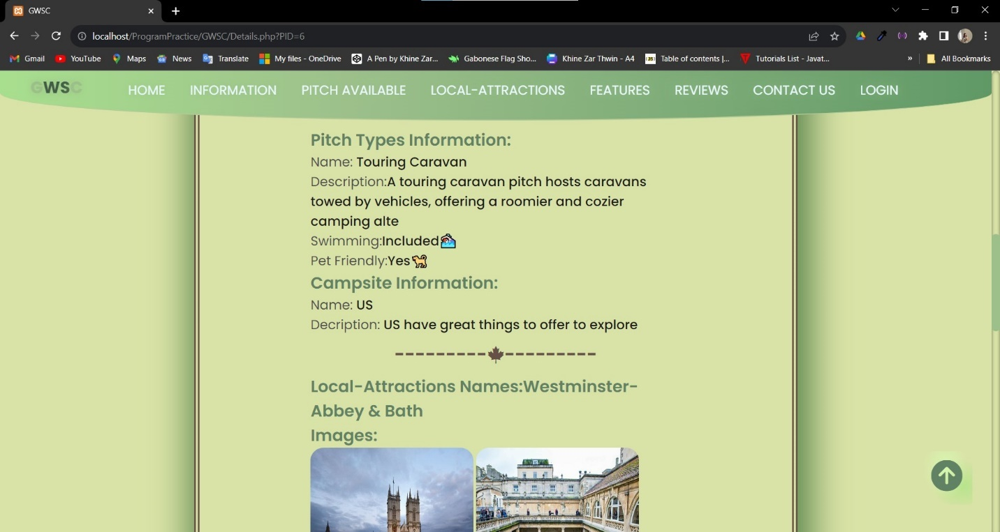 GWSC
localhost/ProgramPractice/GWSC/Details.php?PID=6
Gmail YouTube Maps News Translate My files - OneDrive A Pen by Khine Zar... Gabonese Flag Sho... Khine Zar Thwin - A4 Table of contents |... Tutorials List - Javat... » All Bookmarks
GWSC HOME INFORMATION PITCH AVAILABLE LOCAL-ATTRACTIONS FEATURES REVIEWS CONTACT US LOGIN
Pitch Types Information:
Name: Touring Caravan
Description:A touring caravan pitch hosts caravans
towed by vehicles, offering a roomier and cozier
camping alte
Swimming:Included🏊
Pet Friendly:Yes🐕
Campsite Information:
Name: US
Decription: US have great things to offer to explore
Local-Attractions Names:Westminster-
Abbey & Bath
Images: